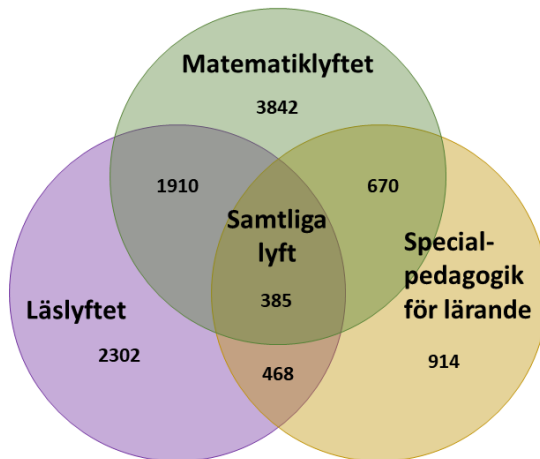 Matematiklyftet
3842
1910
670
Samtliga
lyft
385
Special-
pedagogik
för lärande
914
Läslyftet
2302
468